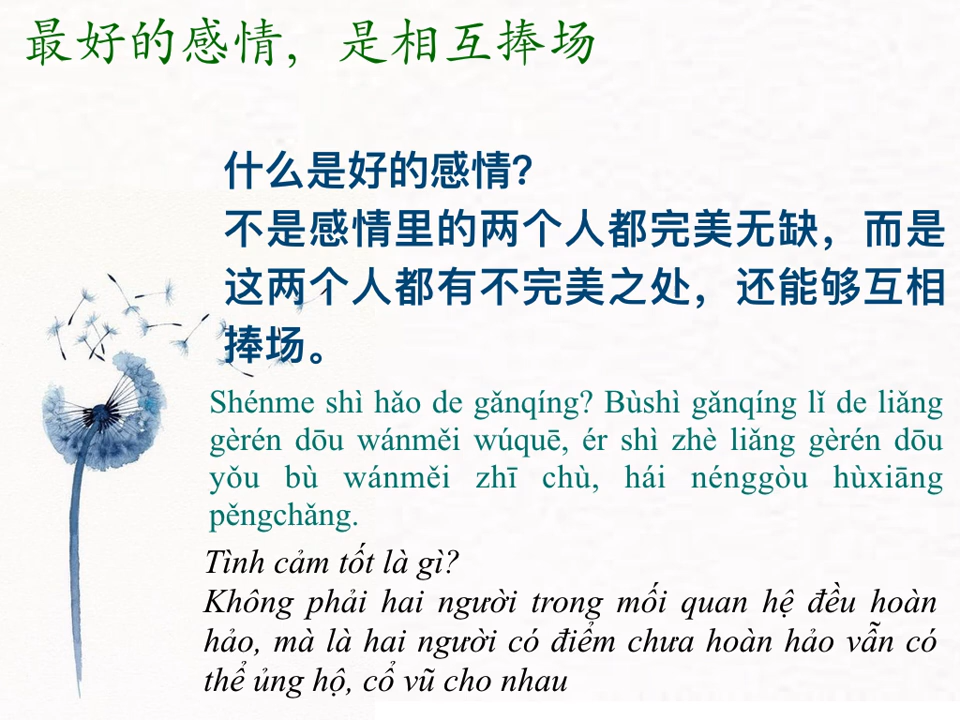 最好的感情，是相互捧场
什么是好的感情？
不是感情里的两个人都完美无缺，而是
这两个人都有不完美之处，还能够互相
捧场。
Shénme shì hǎo de gǎnqíng? Bùshì gǎnqíng lǐ de liǎng
gèrén dōu wánměi wúquē, ér shì zhè liǎng gèrén dōu
yǒu bù wánměi zhī chù, hái nénggòu hùxiāng
pěngchǎng.
Tình cảm tốt là gì?
Không phải hai người trong mối quan hệ đều hoàn
hảo, mà là hai người có điểm chưa hoàn hảo vẫn có
thể ủng hộ, cổ vũ cho nhau